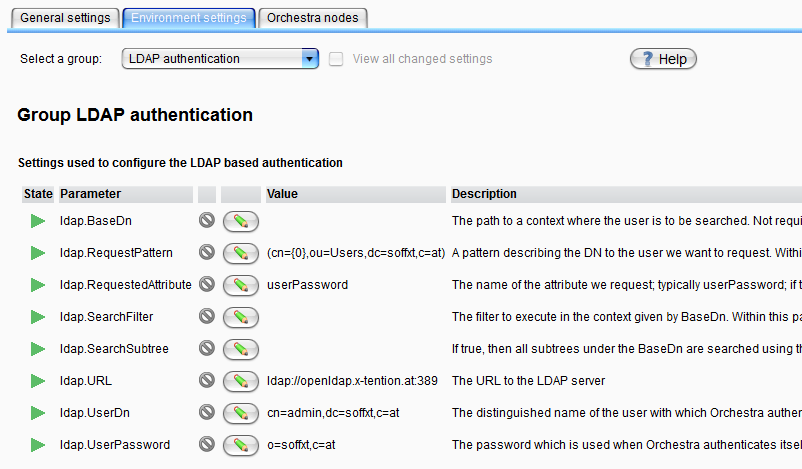 General settings Environment settings Orchestra nodes
Select a group: LDAP authentication View all changed settings ? Help
Group LDAP authentication
Settings used to configure the LDAP based authentication
State Parameter Value Description
ldap.BaseDn The path to a context where the user is to be searched. Not requi
ldap.RequestPattern (cn={0},ou=Users,dc=soffxt,c=at) A pattern describing the DN to the user we want to request. Withi
ldap.RequestedAttribute userPassword The name of the attribute we request; typically userPassword; if t
ldap.SearchFilter The filter to execute in the context given by BaseDn. Within this pa
ldap.SearchSubtree If true, then all subtrees under the BaseDn are searched using th
ldap.URL ldap://openldap.x-tention.at:389 The URL to the LDAP server
ldap.UserDn cn=admin,dc=soffxt,c=at The distinguished name of the user with which Orchestra auther
ldap.UserPassword o=soffxt,c=at The password which is used when Orchestra authenticates itsel